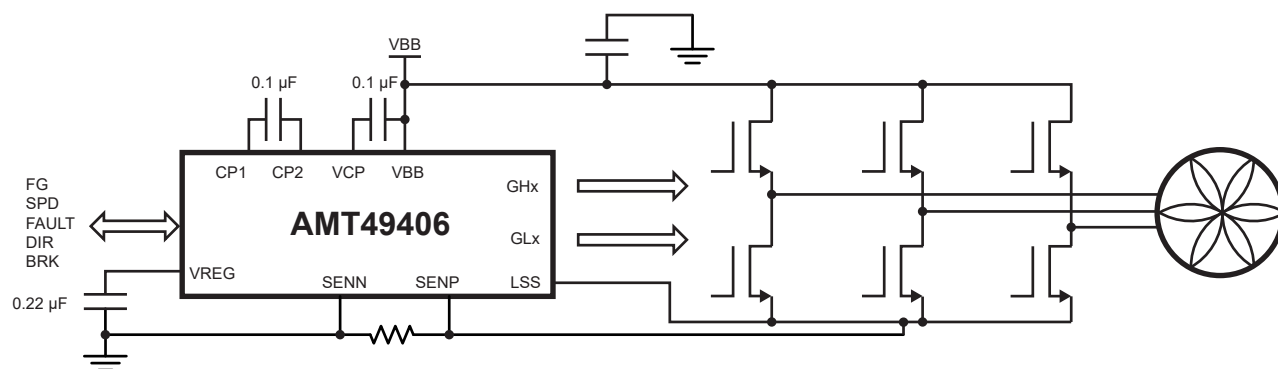 VBB
0.1 µF
0.1 µF
CP1
CP2
VCP
VBB
FG
SPD
FAULT
DIR
BRK
AMT49406
GHx
GLx
VREG
SENN
SENP
LSS
0.22 µF